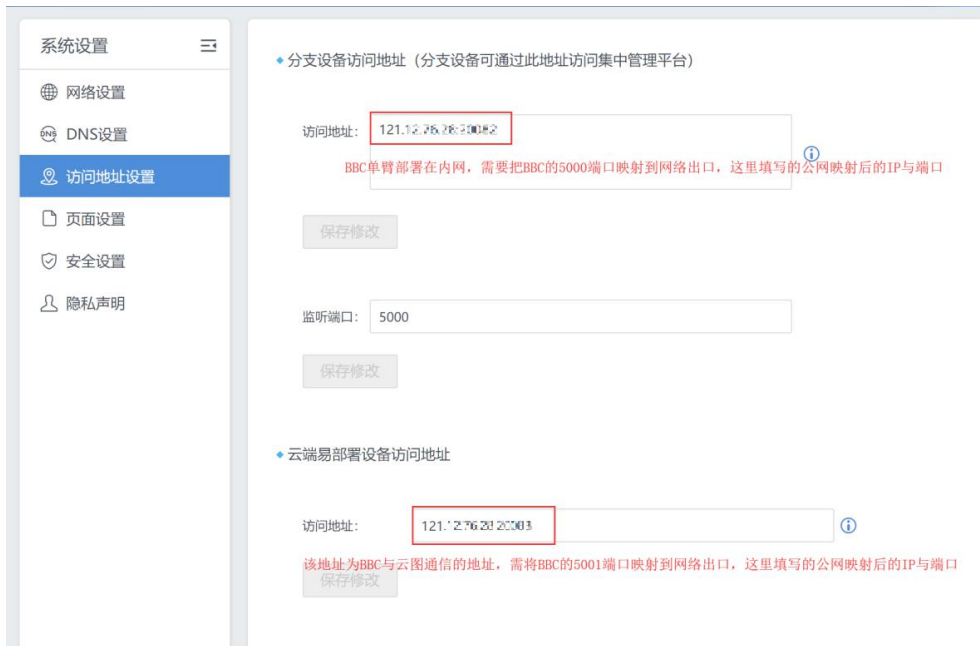 系统设置
网络设置
DNS设置
访问地址设置
页面设置
安全设置
隐私声明
分支设备访问地址（分支设备可通过此地址访问集中管理平台）
访问地址：
BBC单臂部署在内网，需要把BBC的5000端口映射到网络出口，这里填写的公网映射后的IP与端口
保存修改
监听端口： 5000
保存修改
云端易部署设备访问地址
访问地址：
该地址为BBC与云图通信的地址，需将BBC的5001端口映射到网络出口，这里填写的公网映射后的IP与端口
保存修改